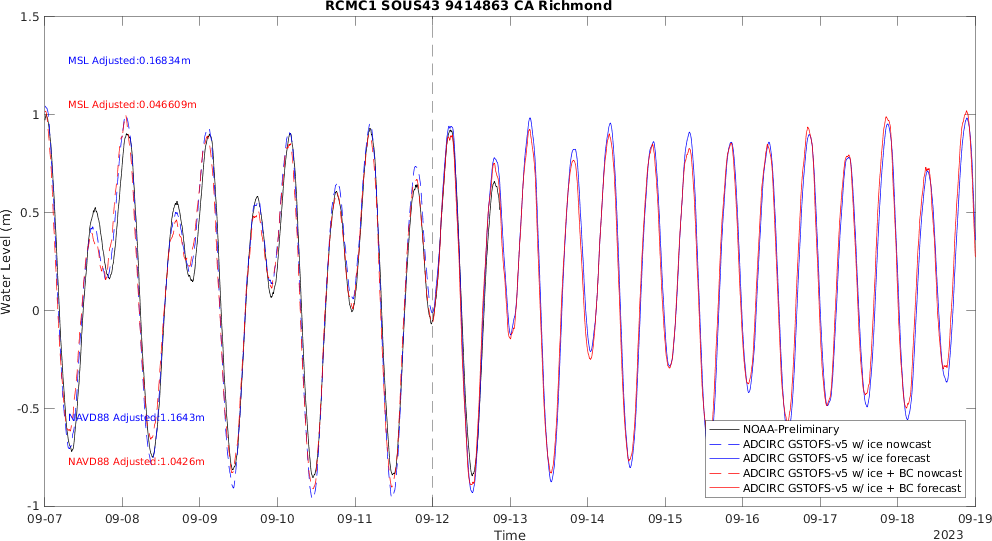 RCMC1 SOUS43 9414863 CA Richmond
1.5
MSL Adjusted:0.16834m
MSL Adjusted:0.046609m
1
0.5
Water Level (m)
0
-0.5
NAVD88 Adjusted:1.1643m
NAVD88 Adjusted:1.0426m
NOAA-Preliminary
ADCIRC GSTOFS-v5 w/ ice nowcast
ADCIRC GSTOFS-v5 w/ ice forecast
ADCIRC GSTOFS-v5 w/ ice + BC nowcast
ADCIRC GSTOFS-v5 w/ ice + BC forecast
-1
09-07 09-08 09-09 09-10 09-11 09-12 09-13 09-14 09-15 09-16 09-17 09-18 09-19
Time
2023